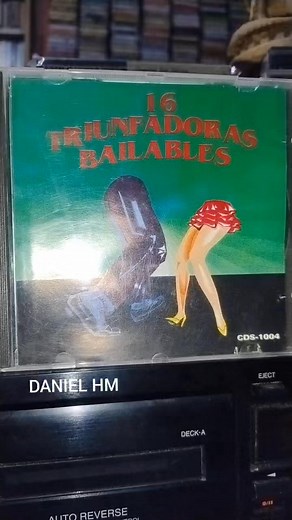 16
TRIUNFADORAS
BAILABLES
CDS-1004
DANIEL HM
EJECT
DECK-A
AUTO REVERSE